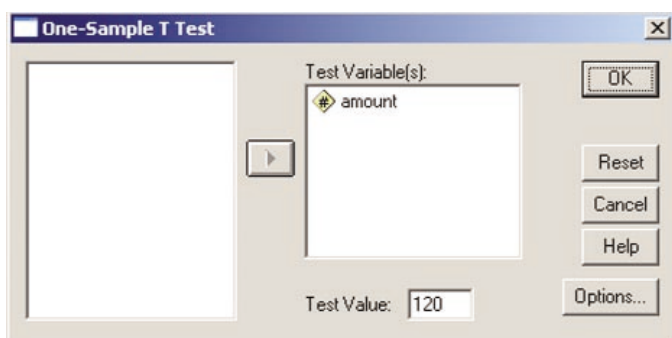 One-Sample T Test
Test Variable(s):
# amount
OK
Reset
Cancel
Help
Options...
Test Value: 120